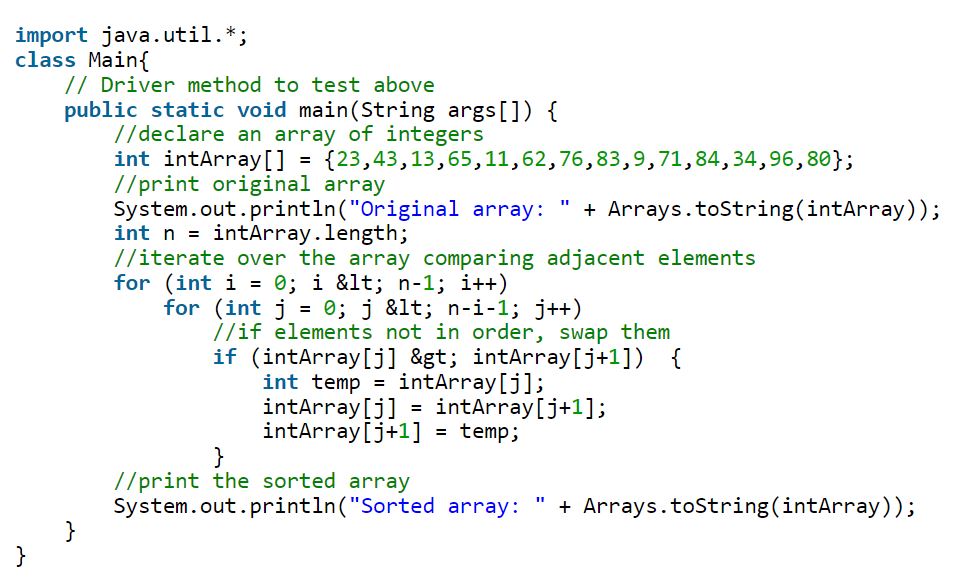 import java.util.*;
class Main{
    // Driver method to test above
    public static void main(String args[]) {
        //declare an array of integers
        int intArray[] = {23,43,13,65,11,62,76,83,9,71,84,34,96,80};
        //print original array
        System.out.println("Original array: " + Arrays.toString(intArray));
        int n = intArray.length;
        //iterate over the array comparing adjacent elements
        for (int i = 0; i &lt; n-1; i++)
            for (int j = 0; j &lt; n-i-1; j++)
                //if elements not in order, swap them
                if (intArray[j] &gt; intArray[j+1])  {
                    int temp = intArray[j];
                    intArray[j] = intArray[j+1];
                    intArray[j+1] = temp;
                }
        //print the sorted array
        System.out.println("Sorted array: " + Arrays.toString(intArray));
    }
}